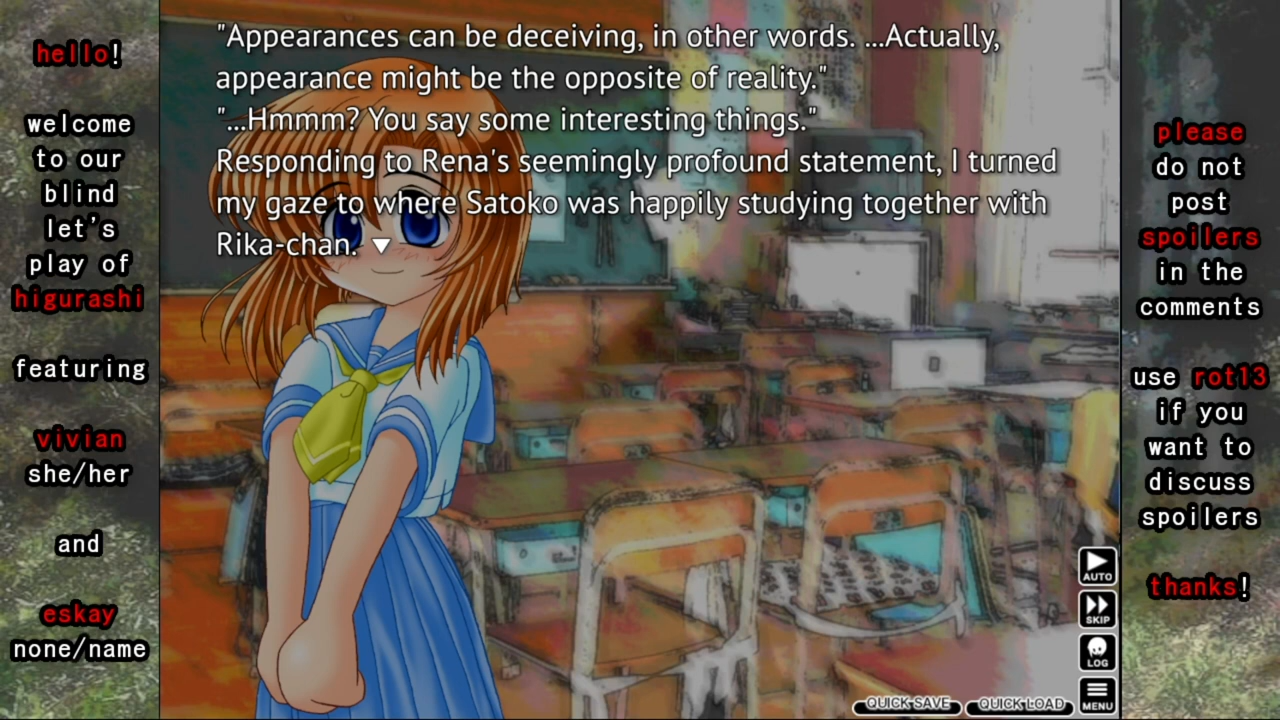 hello!
welcome
to our
blind
let's
play of
higurashi
featuring
vivian
she/her
and
eskay
none/name
"Appearances can be deceiving, in other words. ...Actually,
appearance might be the opposite of reality."
"...Hmmm? You say some interesting things."
Responding to Rena's seemingly profound statement, I turned
my gaze to where Satoko was happily studying together with
Rika-chan.
AUTO
SKIP
LOG
MENU
QUICK SAVE QUICK LOAD
please
do not
post
spoilers
in the
comments
use rot13
if you
want to
discuss
spoilers
thanks!